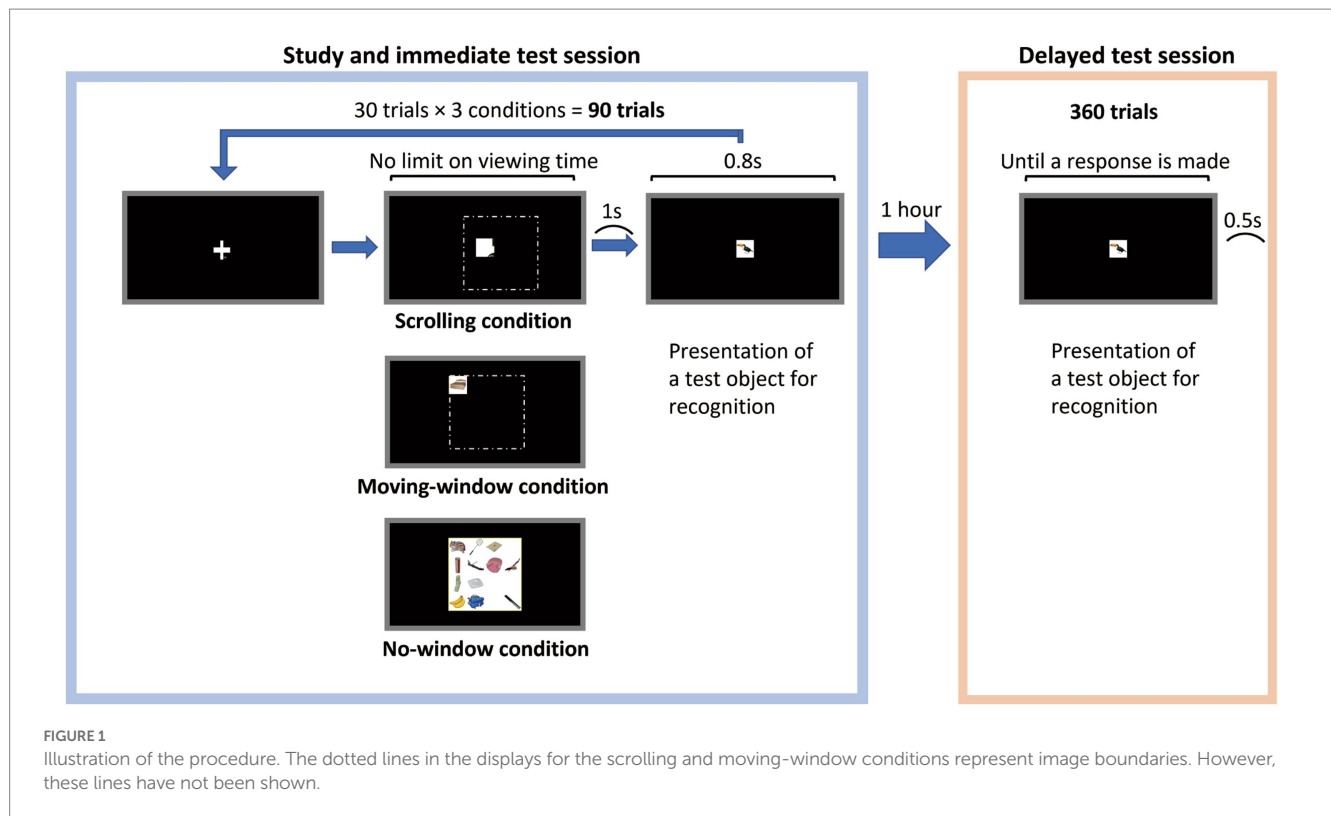 Study and immediate test session
30 trials × 3 conditions = 90 trials
No limit on viewing time
0.8s
1s
Scrolling condition
Presentation of
a test object for
recognition
Moving-window condition
No-window condition
1 hour
Delayed test session
360 trials
Until a response is made
0.5s
Presentation of
a test object for
recognition
FIGURE 1
Illustration of the procedure. The dotted lines in the displays for the scrolling and moving-window conditions represent image boundaries. However,
these lines have not been shown.